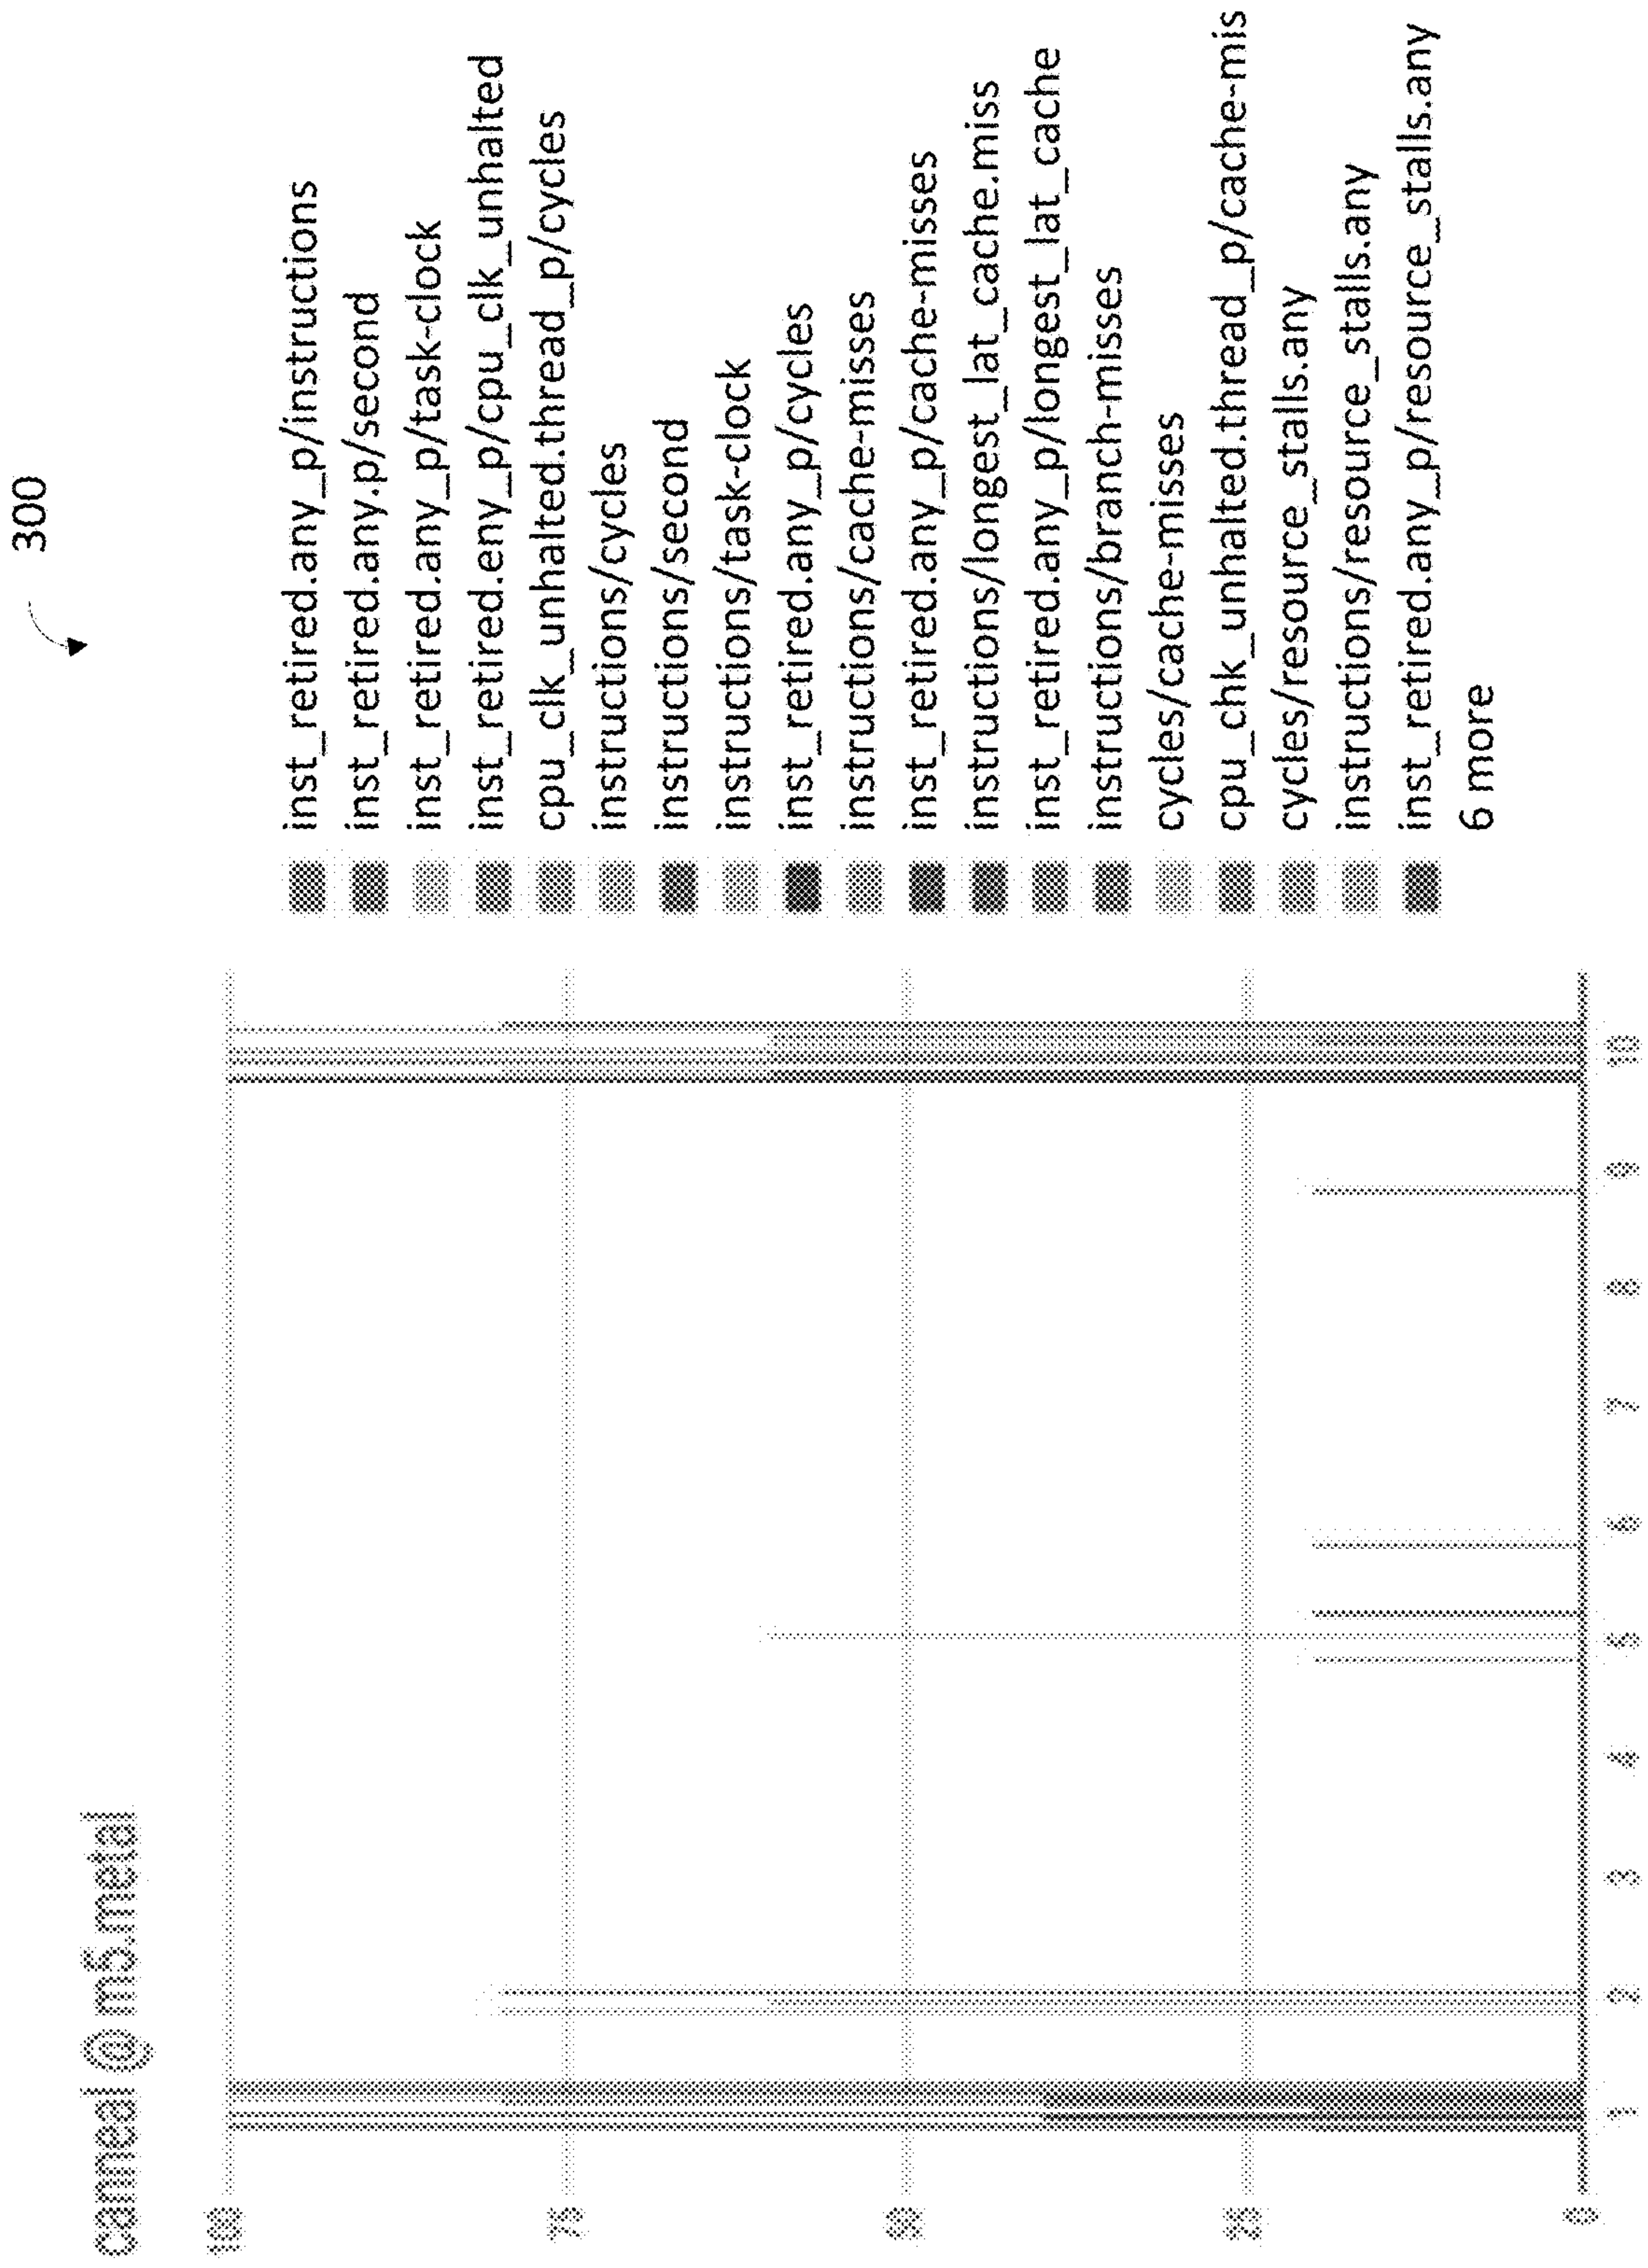 300
canneal @ m5.metal
100
75
50
25
0
1 2 3 4 5 6 7 8 9 10
inst_retired.any_p/instructions
inst_retired.any.p/second
inst_retired.any_p/task-clock
inst_retired.eny_p/cpu_clk_unhalted
cpu_clk_unhalted.thread_p/cycles
instructions/cycles
instructions/second
instructions/task-clock
inst_retired.any_p/cycles
instructions/cache-misses
inst_retired.any_p/cache-misses
instructions/longest_lat_cache.miss
inst_retired.any_p/longest_lat_cache
instructions/branch-misses
cycles/cache-misses
cpu_chk_unhalted.thread_p/cache-mis
cycles/resource_stalls.any
instructions/resource_stalls.any
inst_retired.any_p/resource_stalls.any
6 more